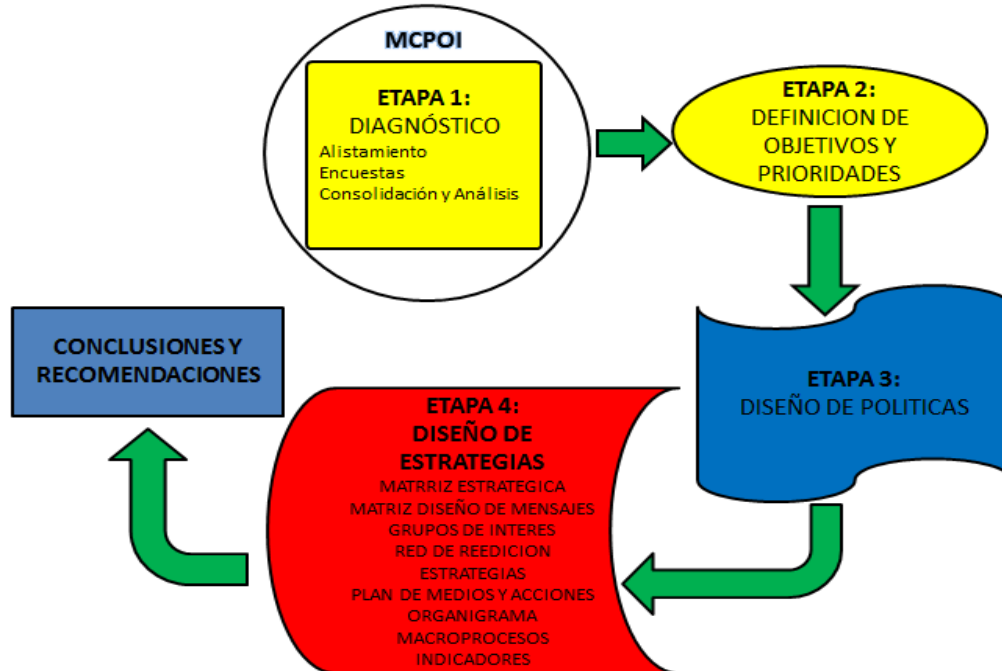 MCPOI
ETAPA 1:
DIAGNÓSTICO
Alistamiento
Encuestas
Consolidación y Análisis
ETAPA 2:
DEFINICION DE
OBJETIVOS Y
PRIORIDADES
ETAPA 3:
DISEÑO DE POLITICAS
ETAPA 4:
DISEÑO DE
ESTRATEGIAS
MATRRIZ ESTRATEGICA
MATRIZ DISEÑO DE MENSAJES
GRUPOS DE INTERES
RED DE REEDICION
ESTRATEGIAS
PLAN DE MEDIOS Y ACCIONES
ORGANIGRAMA
MACROPROCESOS
INDICADORES
CONCLUSIONES Y
RECOMENDACIONES